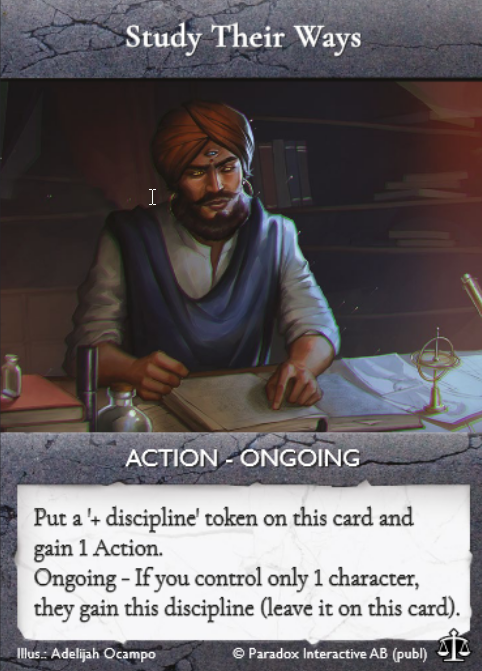 Study Their Ways
ACTION - ONGOING
Put a '+ discipline' token on this card and
gain 1 Action.
Ongoing - If you control only 1 character,
they gain this discipline (leave it on this card).
Illus.: Adelijah Ocampo © Paradox Interactive AB (publ)